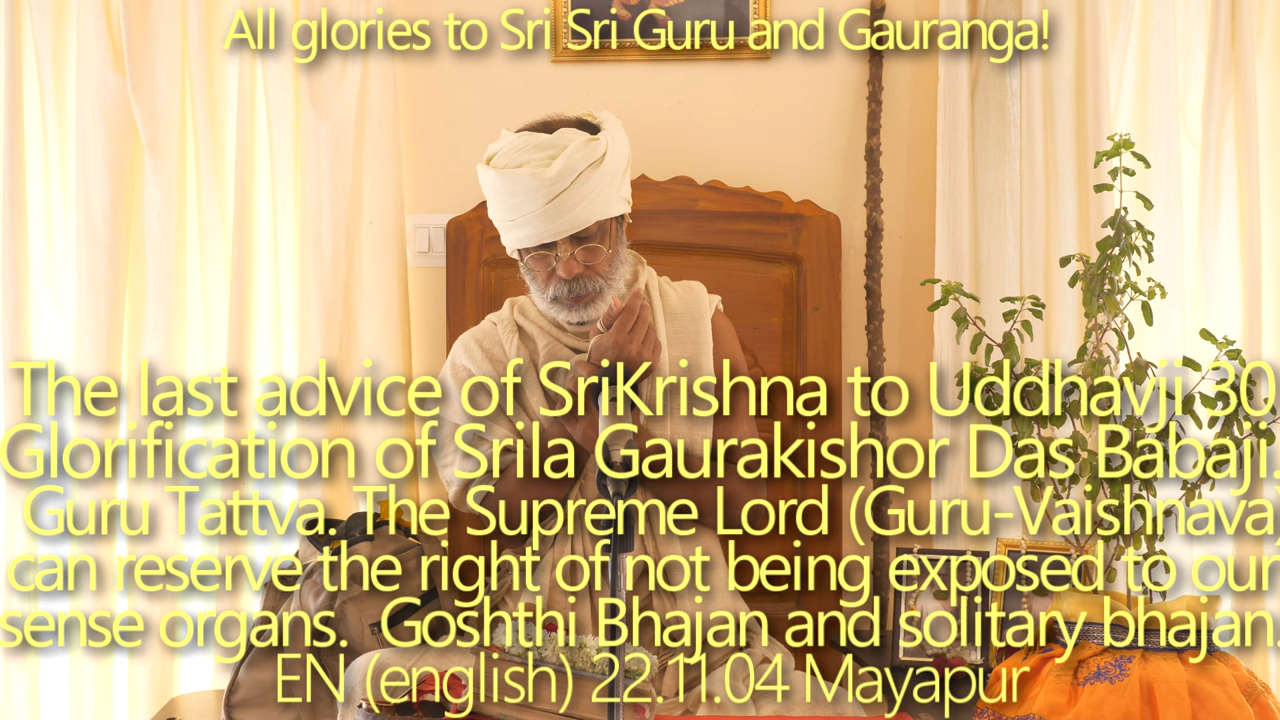 All glories to Sri Sri Guru and Gauranga!
The last advice of SriKrishna to Uddhavji 30
Glorification of Srila Gaurakishor Das Babaji.
Guru Tattva. The Supreme Lord (Guru-Vaishnava)
can reserve the right of not being exposed to our
sense organs. Goshthi Bhajan and solitary bhajan.
EN (english) 22.11.04 Mayapur